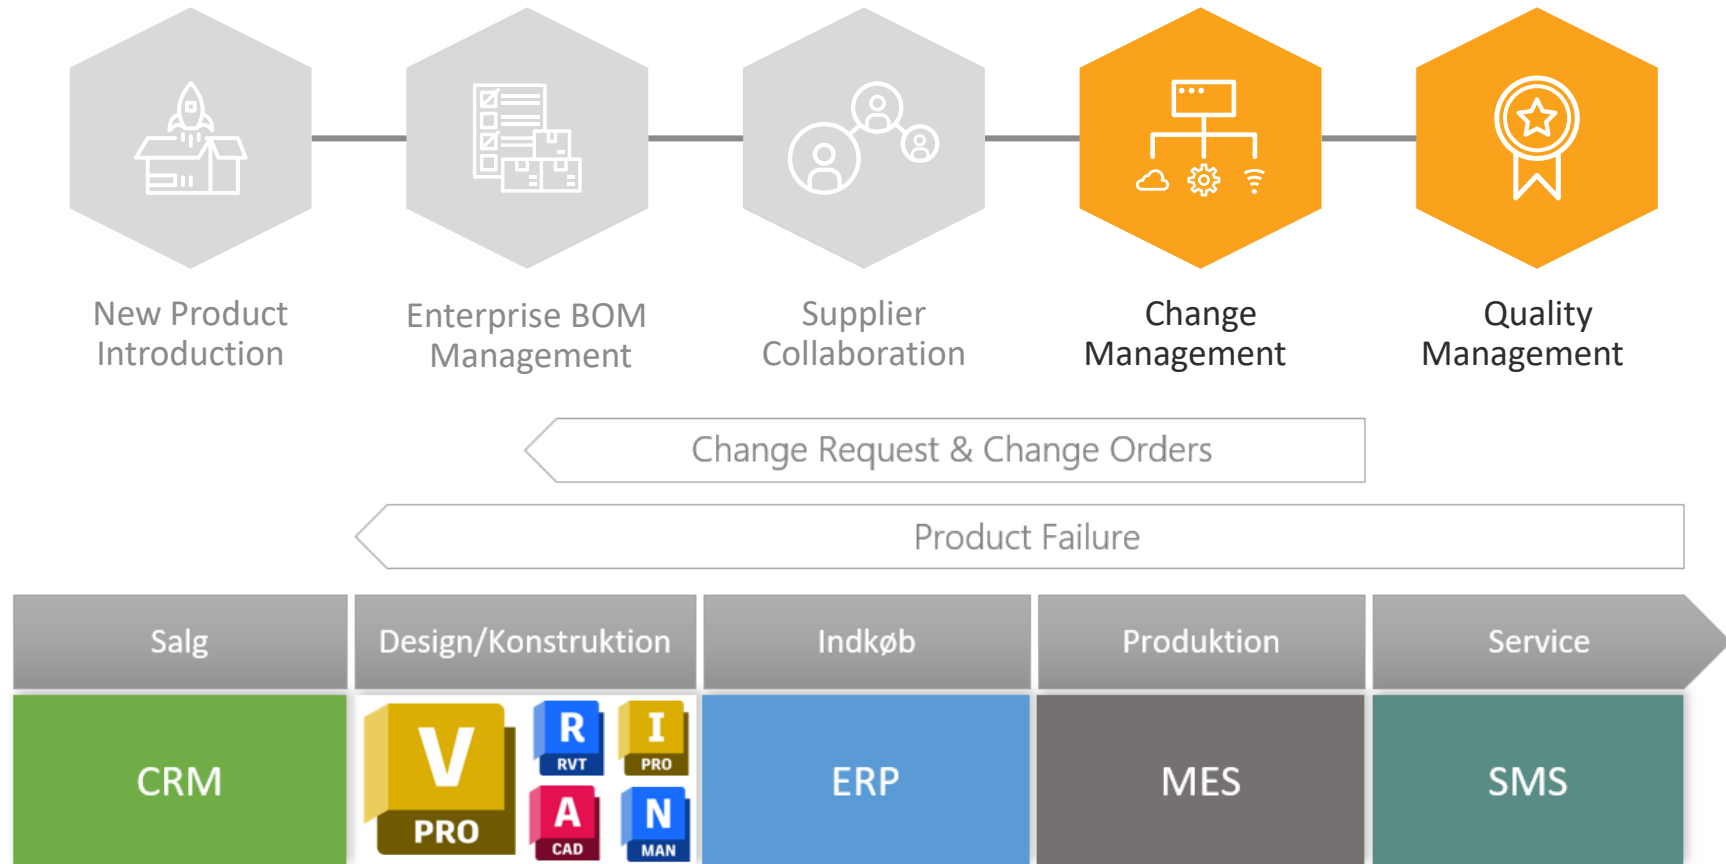 New Product
Introduction
Enterprise BOM
Management
Supplier
Collaboration
Change
Management
Quality
Management
Change Request & Change Orders
Product Failure
Salg
Design/Konstruktion
Indkøb
Produktion
Service
CRM
V
PRO
R
RVT
I
PRO
A
CAD
N
MAN
ERP
MES
SMS